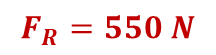 F_R = 550 N